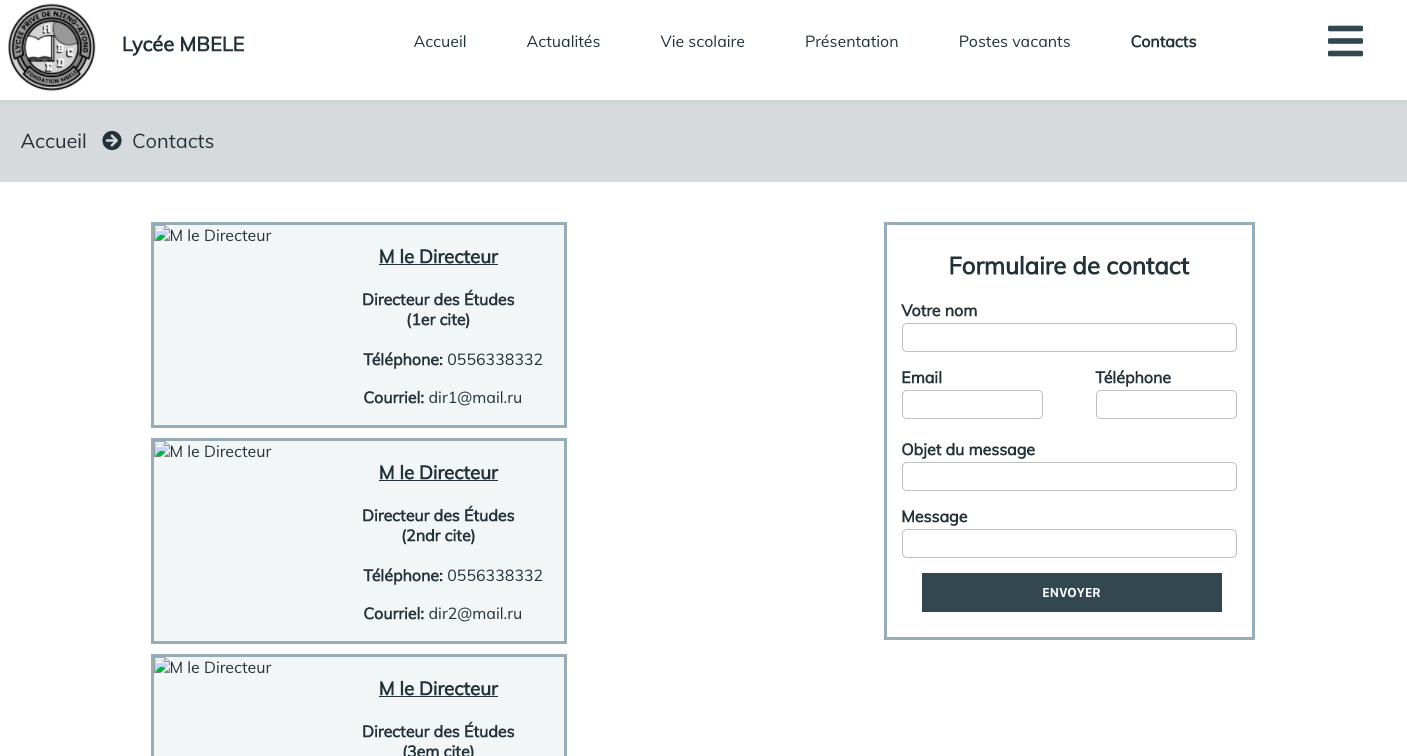 LYCEE PRIVE DE NZENG-AYONG
FONDATION MBELE
Lycée MBELE
Accueil
Actualités
Vie scolaire
Présentation
Postes vacants
Contacts
Accueil Contacts
M le Directeur
M le Directeur
Directeur des Études
(1er cite)
Téléphone: 0556338332
Courriel: dir1@mail.ru
M le Directeur
M le Directeur
Directeur des Études
(2ndr cite)
Téléphone: 0556338332
Courriel: dir2@mail.ru
M le Directeur
M le Directeur
Directeur des Études
(3em cite)
Formulaire de contact
Votre nom
Email
Téléphone
Objet du message
Message
ENVOYER